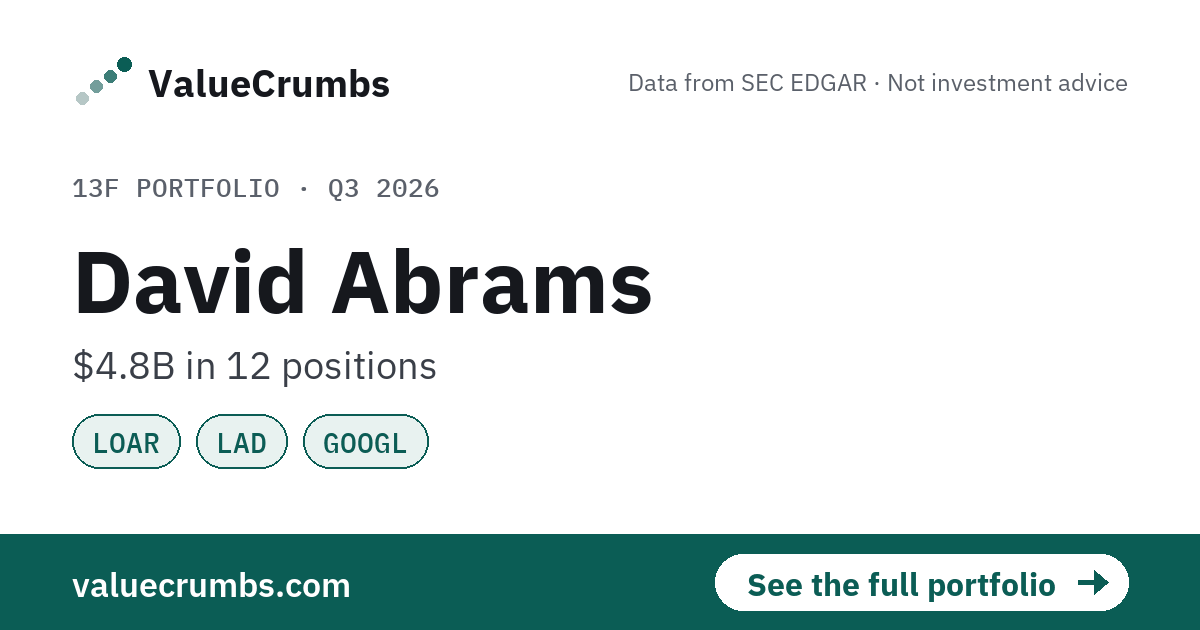 ValueCrumbs
Data from SEC EDGAR · Not investment advice
13F PORTFOLIO · Q3 2026
David Abrams
$4.8B in 12 positions
LOAR LAD GOOGL
valuecrumbs.com
See the full portfolio →